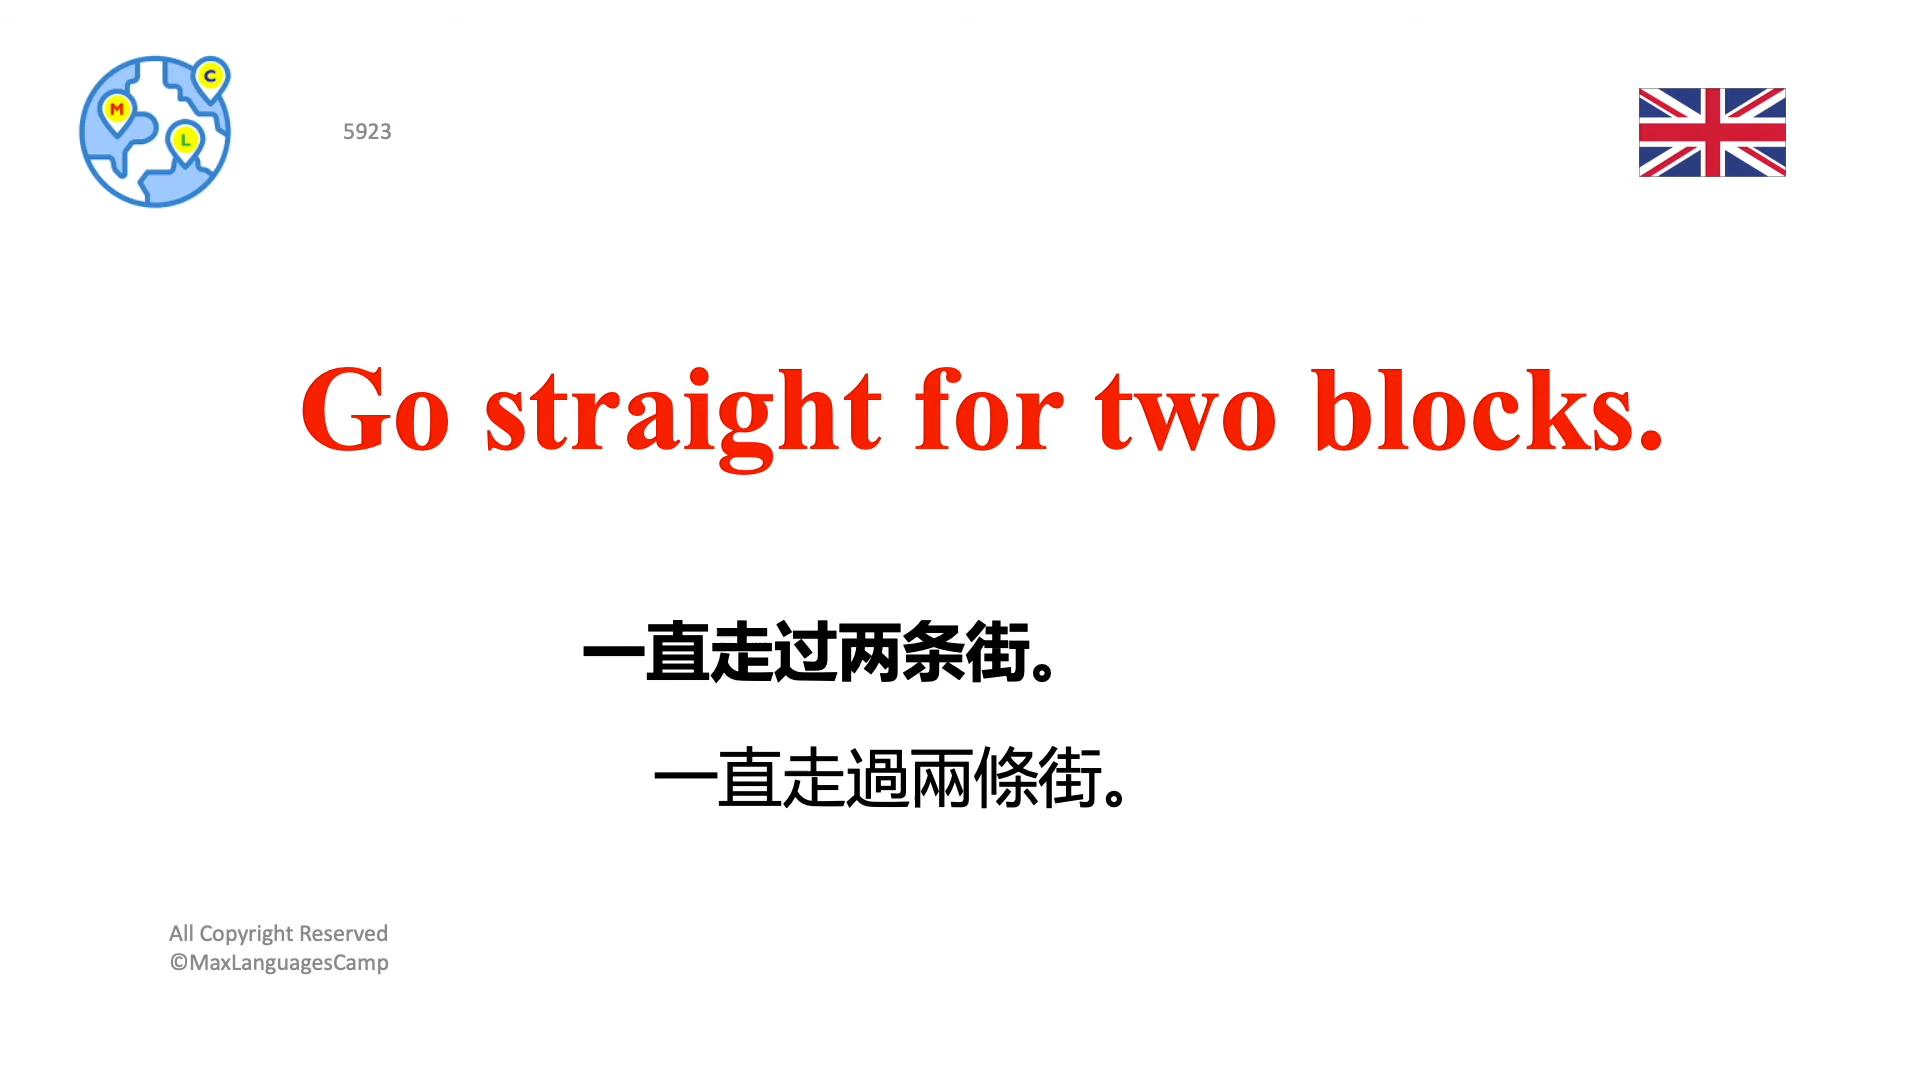 C
M
L
5923
Go straight for two blocks.
一直走过两条街。
一直走過兩條街。
All Copyright Reserved
©MaxLanguagesCamp